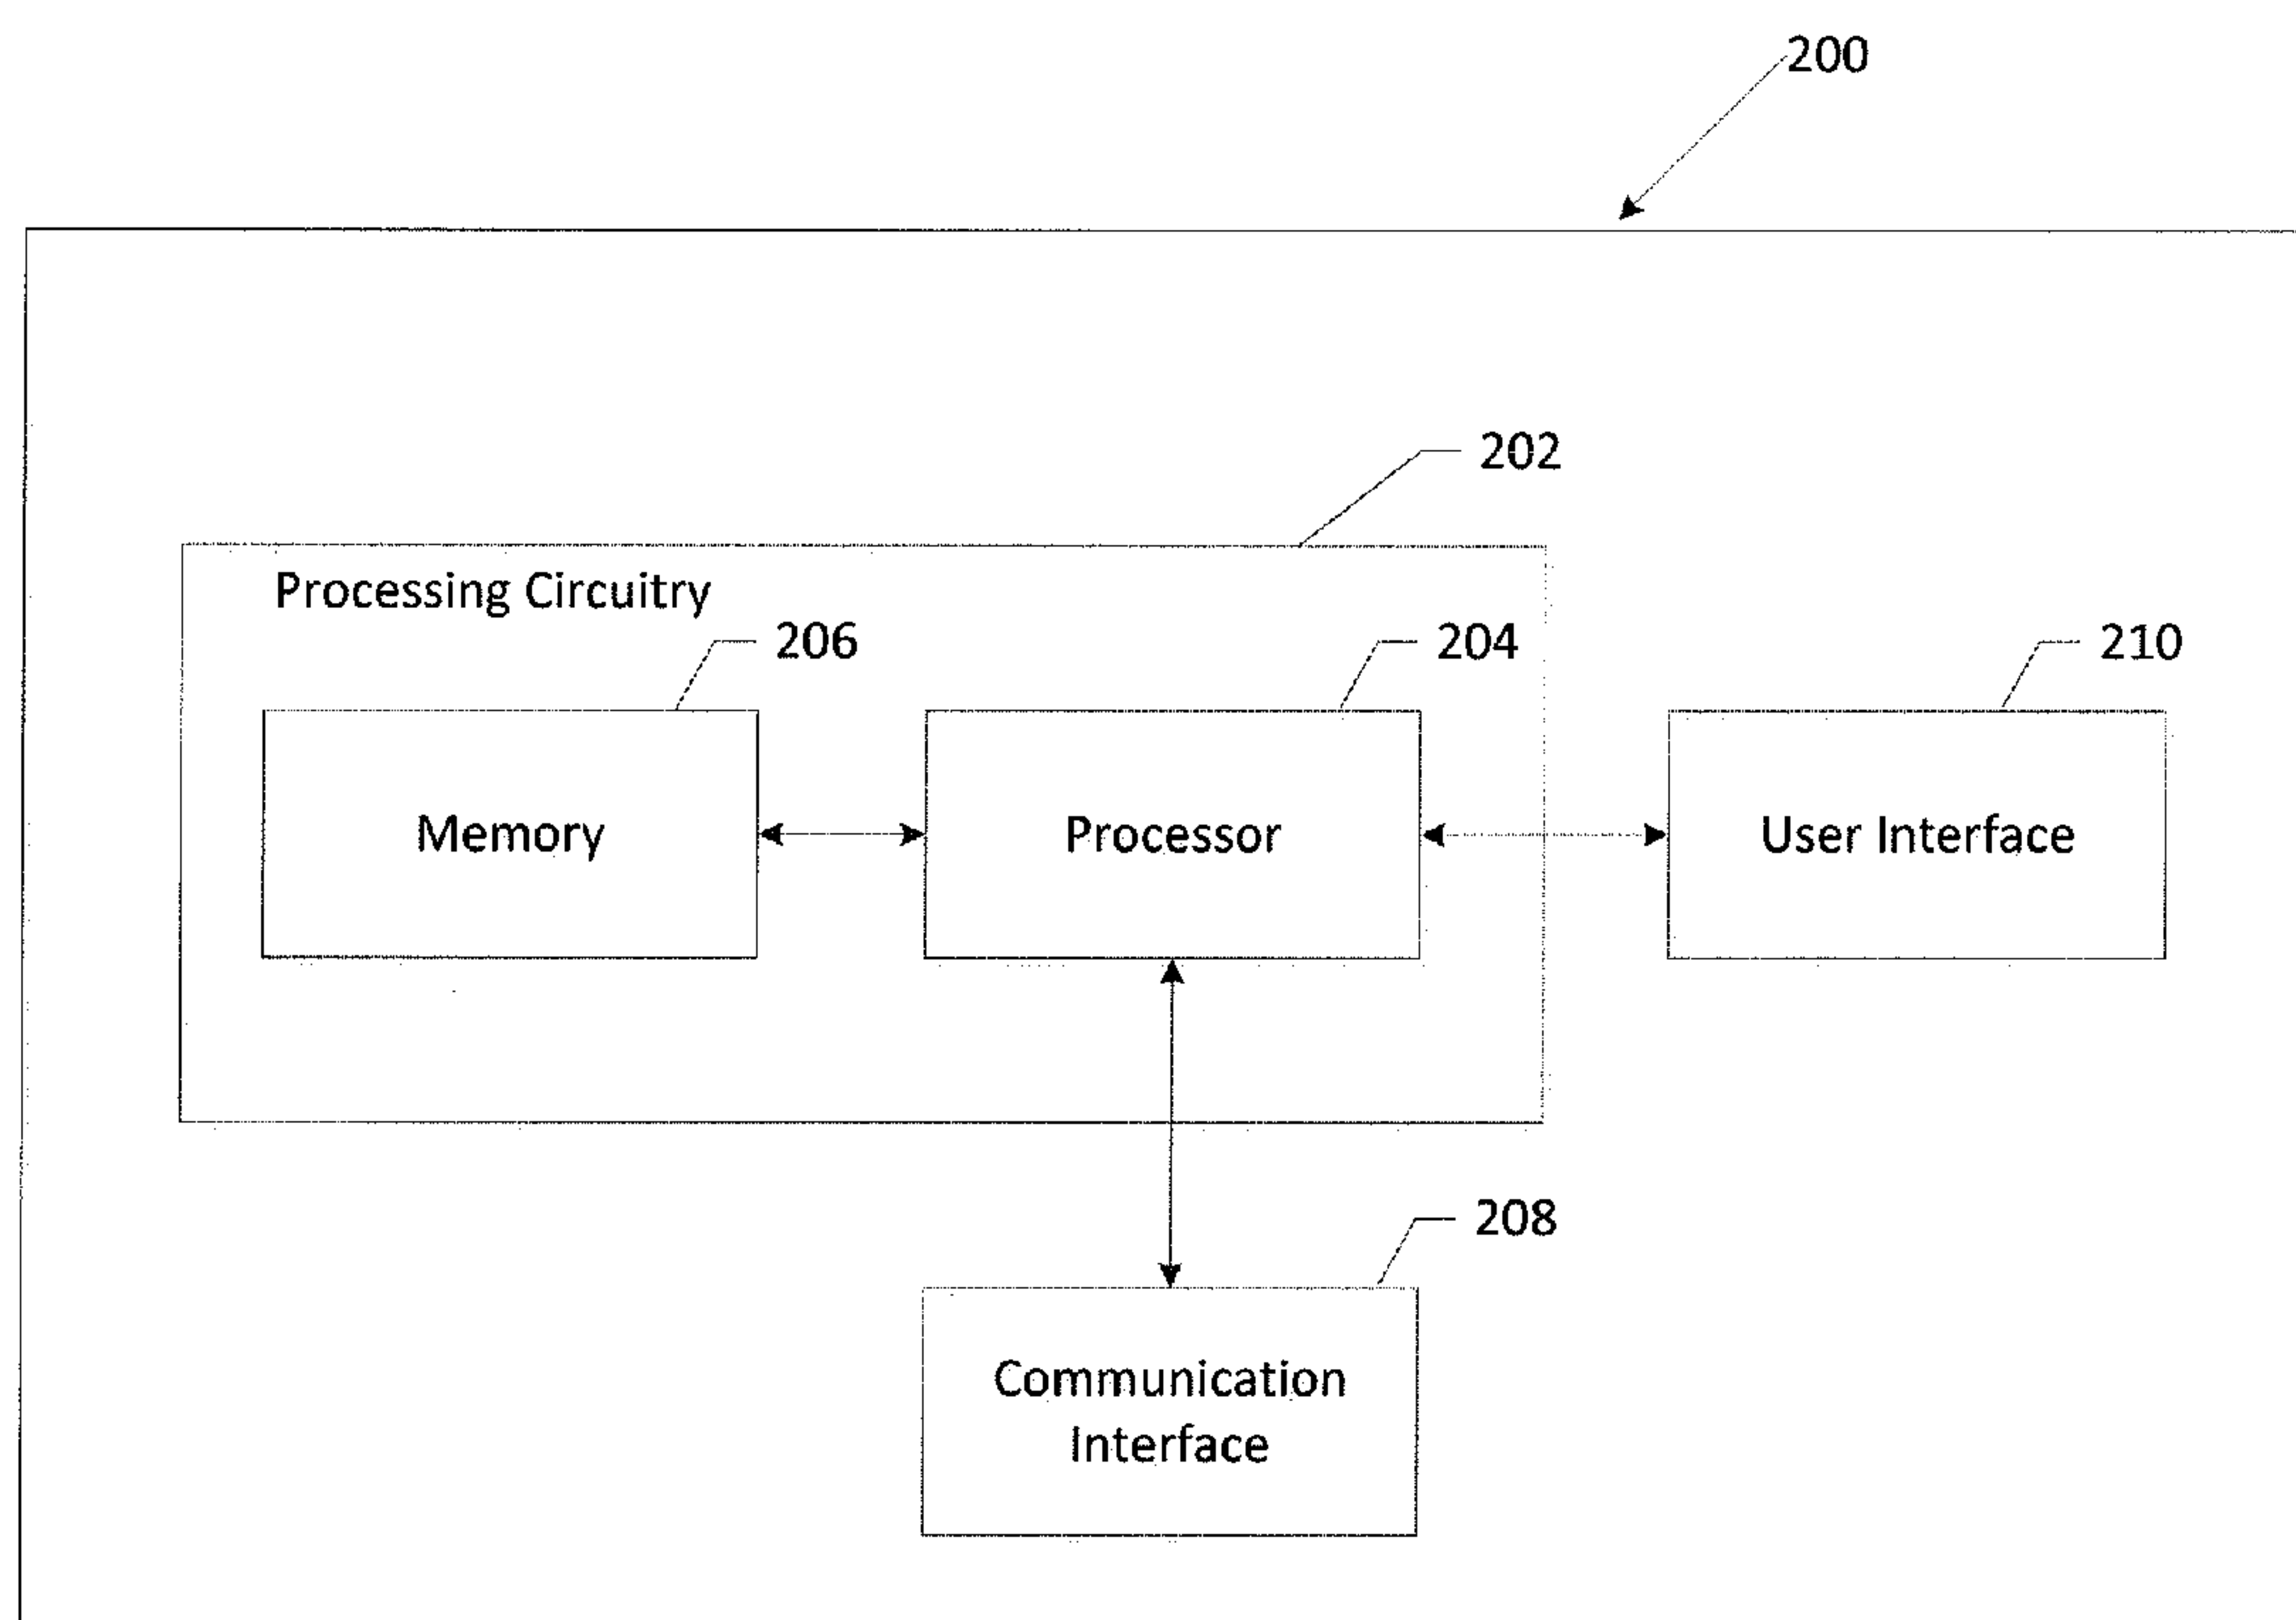 200
202
Processing Circuitry
206
204
210
Memory
Processor
User Interface
208
Communication
Interface